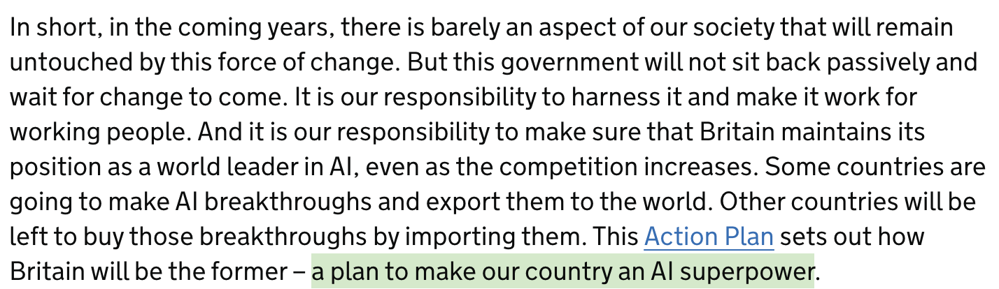 In short, in the coming years, there is barely an aspect of our society that will remain
untouched by this force of change. But this government will not sit back passively and
wait for change to come. It is our responsibility to harness it and make it work for
working people. And it is our responsibility to make sure that Britain maintains its
position as a world leader in AI, even as the competition increases. Some countries are
going to make AI breakthroughs and export them to the world. Other countries will be
left to buy those breakthroughs by importing them. This Action Plan sets out how
Britain will be the former – a plan to make our country an AI superpower.